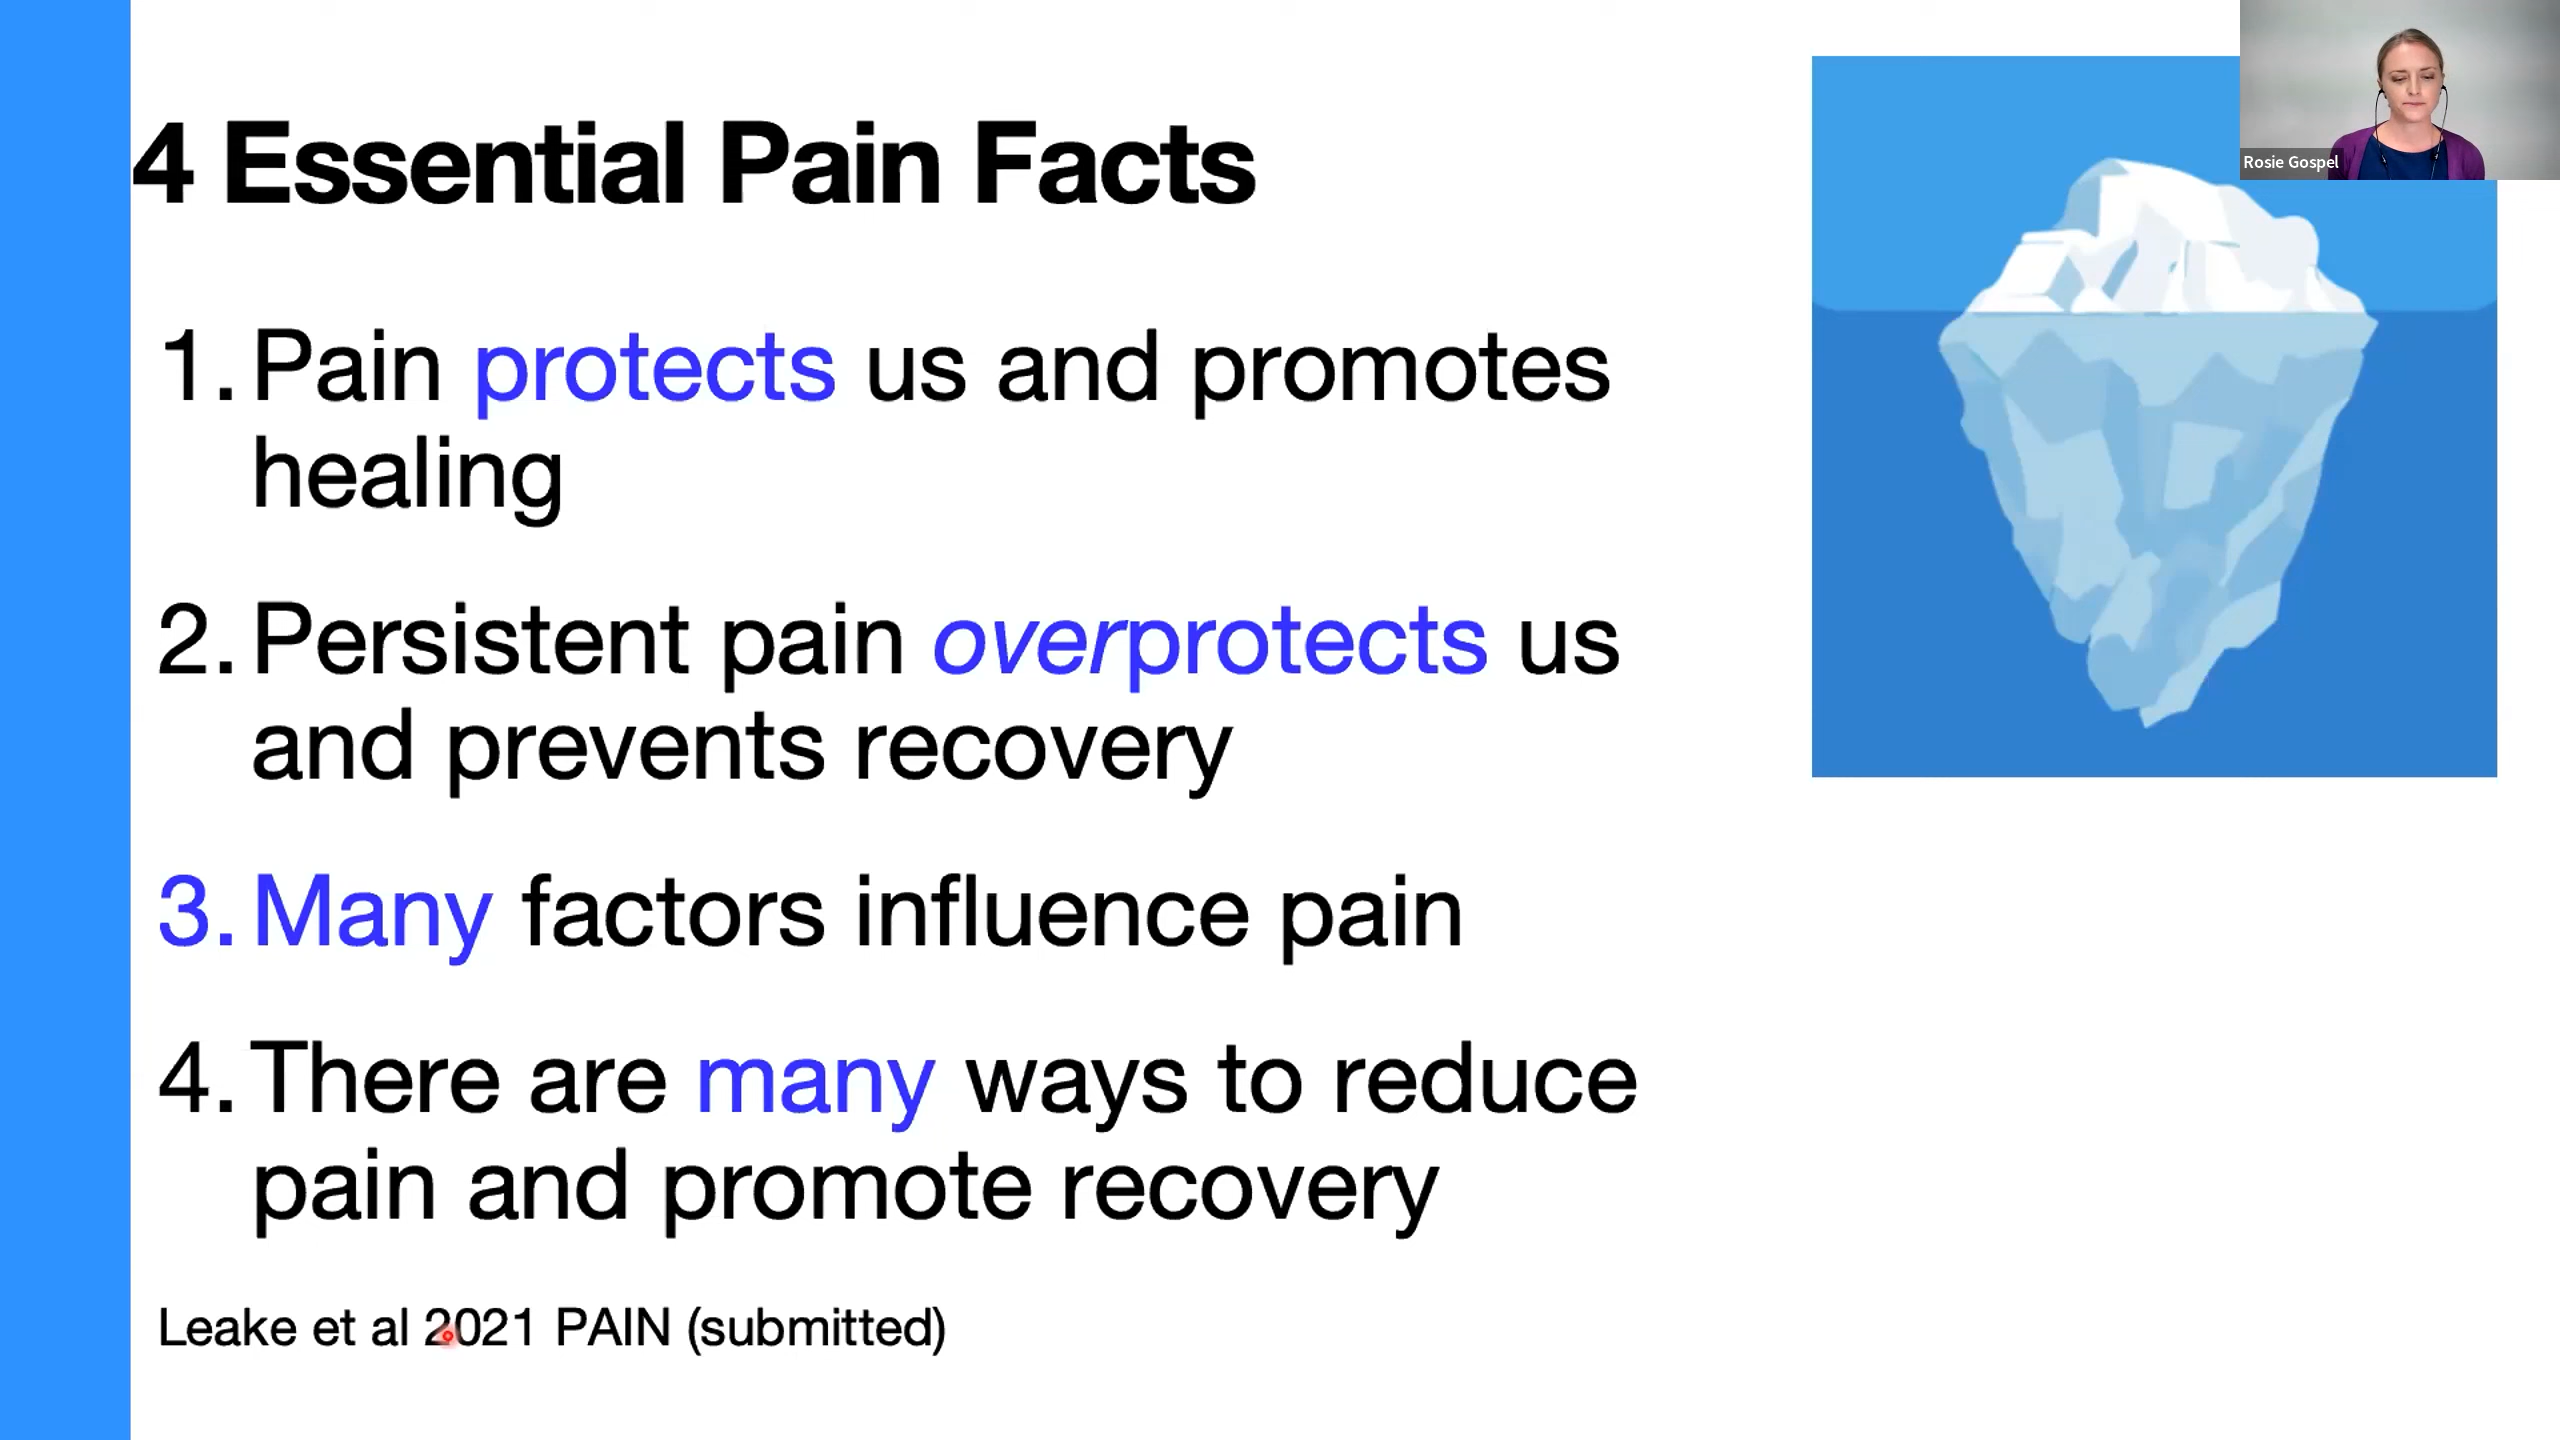 4 Essential Pain Facts
Rosie Gospel
1. Pain protects us and promotes
healing
2. Persistent pain overprotects us
and prevents recovery
3. Many factors influence pain
4. There are many ways to reduce
pain and promote recovery
Leake et al 2021 PAIN (submitted)